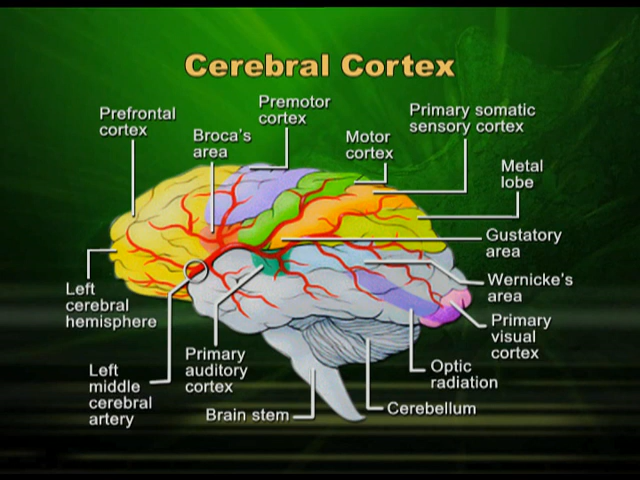 Cerebral Cortex
Premotor
cortex
Prefrontal
cortex
Broca's
area
Motor
cortex
Primary somatic
sensory cortex
Metal
lobe
Gustatory
area
Wernicke's
area
Primary
visual
cortex
Optic
radiation
Cerebellum
Brain stem
Primary
auditory
cortex
Left
middle
cerebral
artery
Left
cerebral
hemisphere